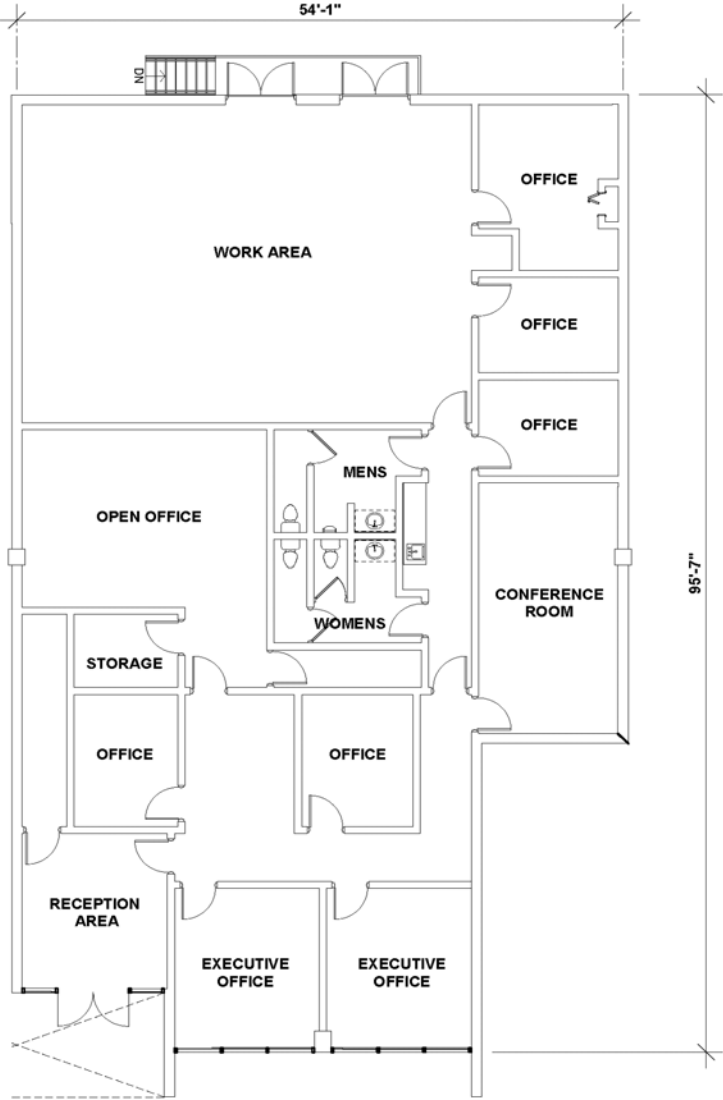 54'-1"
DN
OFFICE
WORK AREA
OFFICE
OFFICE
MENS
OPEN OFFICE
95'-7"
CONFERENCE
ROOM
WOMENS
STORAGE
OFFICE
OFFICE
RECEPTION
AREA
EXECUTIVE
OFFICE
EXECUTIVE
OFFICE